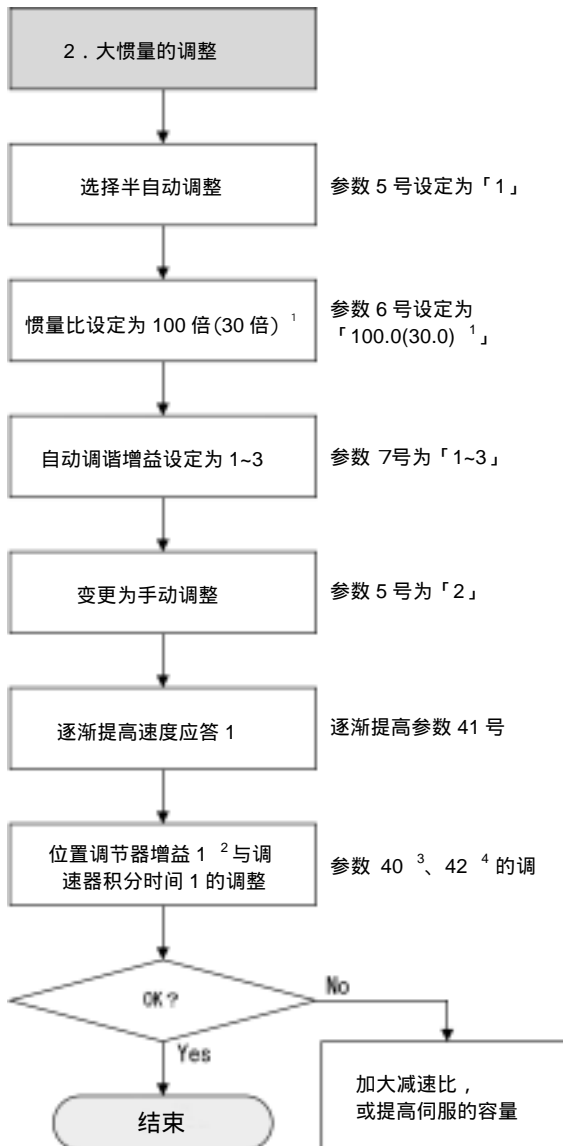 2．大惯量的调整
选择半自动调整
参数 5 号设定为「1」
惯量比设定为 100 倍(30 倍) 1
参数 6 号设定为
「100.0(30.0) 1」
自动调谐增益设定为 1~3
参数 7号为「1~3」
变更为手动调整
参数 5 号为「2」
逐渐提高速度应答 1
逐渐提高参数 41 号
位置调节器增益 1 2 与调
速器积分时间 1 的调整
参数 40 3、42 4 的调
OK?
No
Yes
加大减速比，
或提高伺服的容量
结束